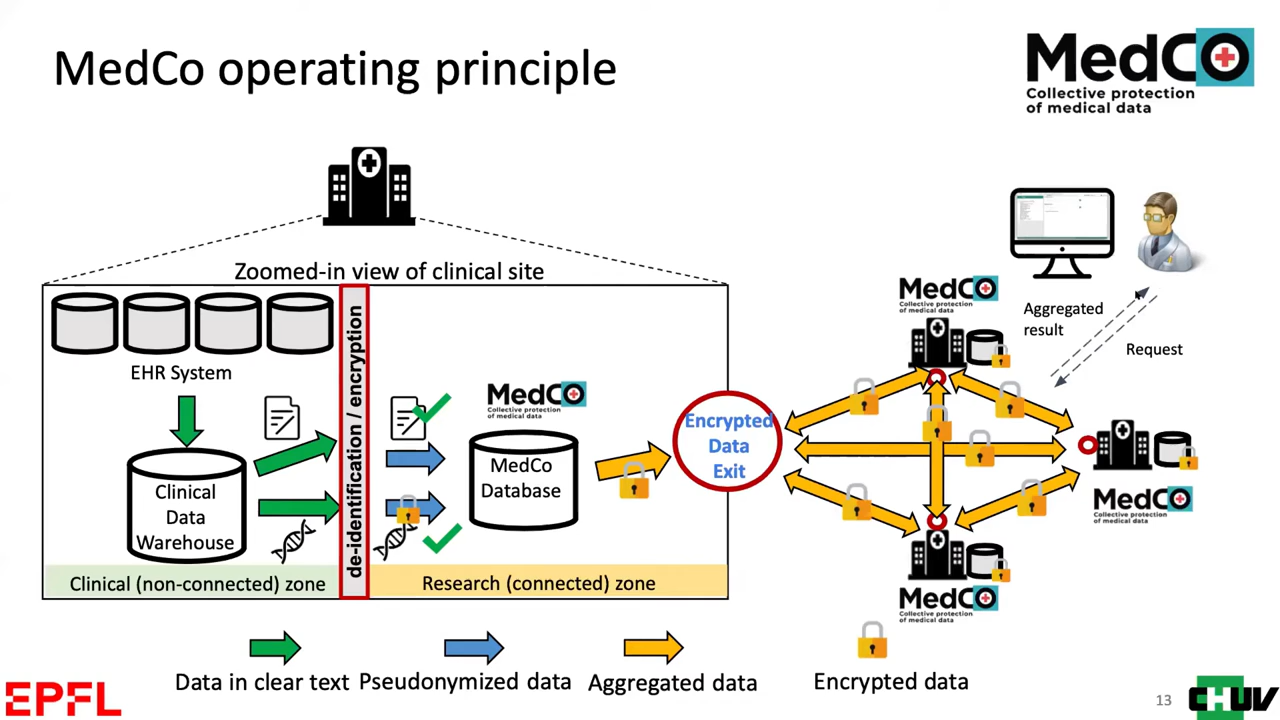 MedCo operating principle
MedCo
Collective protection
of medical data
Zoomed-in view of clinical site
EHR System
Clinical
Data
Warehouse
Clinical (non-connected) zone
de-identification / encryption
MedCo
Collective protection
of medical data
MedCo
Database
Research (connected) zone
Encrypted
Data
Exit
MedCo
Collective protection
of medical data
Aggregated
result
Request
MedCo
Collective protection
of medical data
MedCo
Collective protection
of medical data
Data in clear text
Pseudonymized data
Aggregated data
Encrypted data
EPFL
13
CHUV